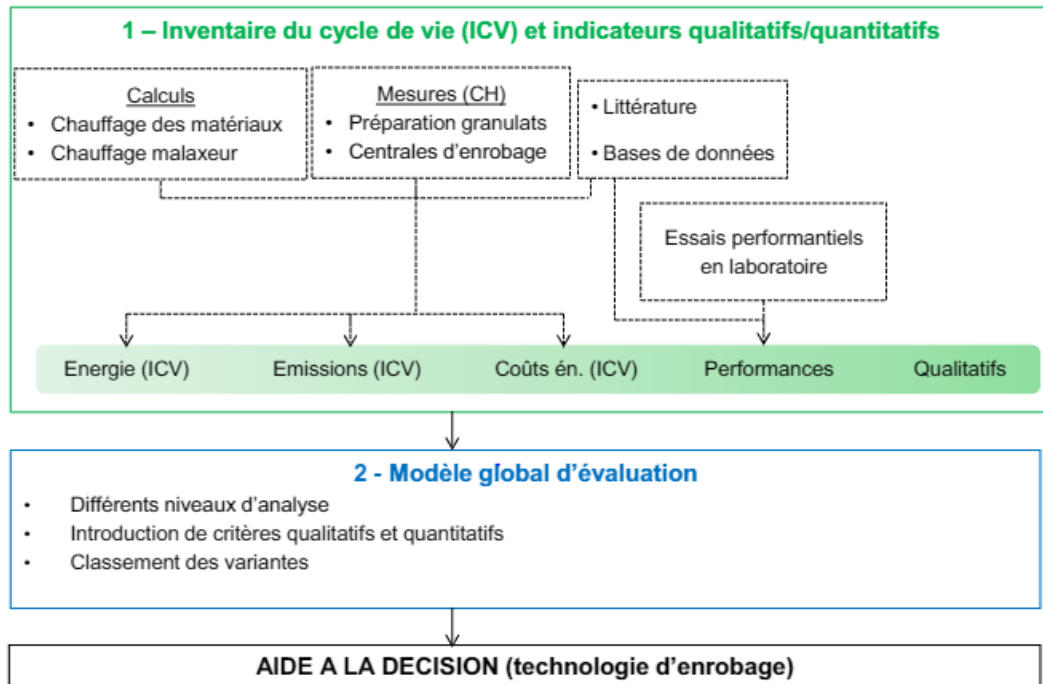 1 – Inventaire du cycle de vie (ICV) et indicateurs qualitatifs/quantitatifs
Calculs
• Chauffage des matériaux
• Chauffage malaxeur
Mesures (CH)
• Préparation granulats
• Centrales d'enrobage
• Littérature
• Bases de données
Essais performantiels
en laboratoire
Energie (ICV)
Emissions (ICV)
Coûts én. (ICV)
Performances
Qualitatifs
2 - Modèle global d'évaluation
• Différents niveaux d'analyse
• Introduction de critères qualitatifs et quantitatifs
• Classement des variantes
AIDE A LA DECISION (technologie d'enrobage)